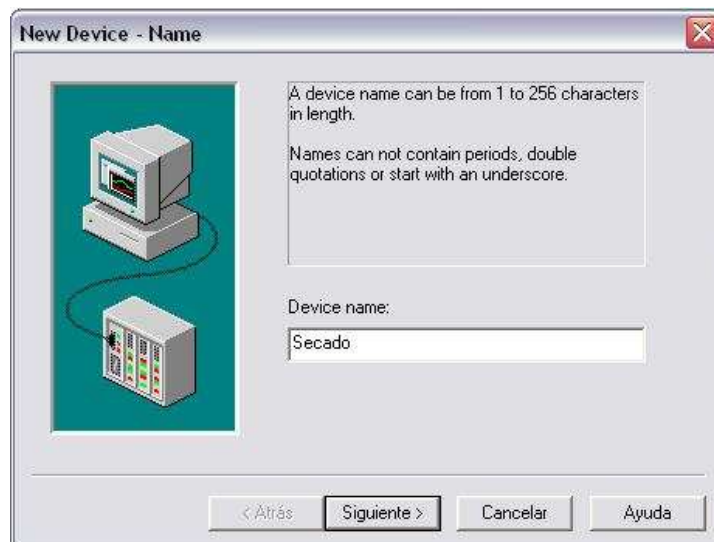 New Device - Name
A device name can be from 1 to 256 characters
in length.
Names can not contain periods, double
quotations or start with an underscore.
Device name:
Secado
< Atrás
Siguiente >
Cancelar
Ayuda